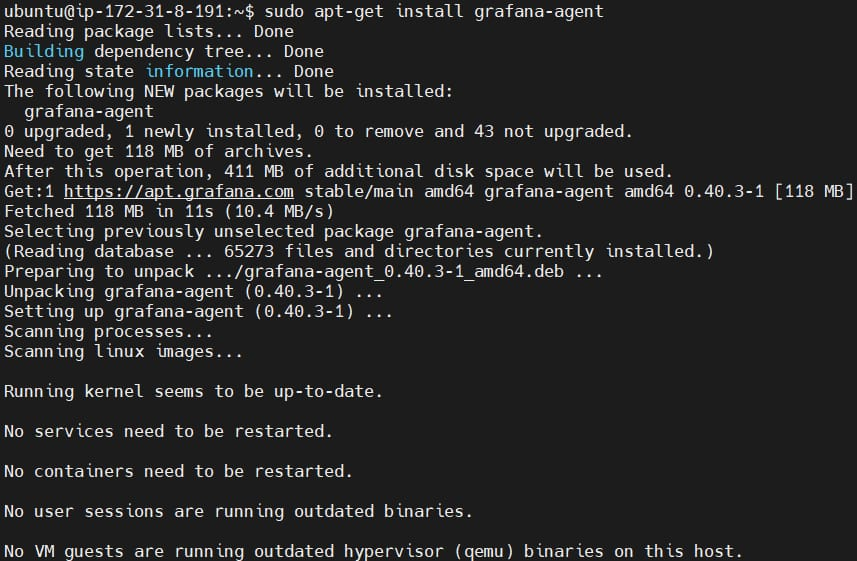 ubuntu@ip-172-31-8-191:~$ sudo apt-get install grafana-agent
Reading package lists... Done
Building dependency tree... Done
Reading state information... Done
The following NEW packages will be installed:
  grafana-agent
0 upgraded, 1 newly installed, 0 to remove and 43 not upgraded.
Need to get 118 MB of archives.
After this operation, 411 MB of additional disk space will be used.
Get:1 https://apt.grafana.com stable/main amd64 grafana-agent amd64 0.40.3-1 [118 MB]
Fetched 118 MB in 11s (10.4 MB/s)
Selecting previously unselected package grafana-agent.
(Reading database ... 65273 files and directories currently installed.)
Preparing to unpack .../grafana-agent_0.40.3-1_amd64.deb ...
Unpacking grafana-agent (0.40.3-1) ...
Setting up grafana-agent (0.40.3-1) ...
Scanning processes...
Scanning linux images...

Running kernel seems to be up-to-date.

No services need to be restarted.

No containers need to be restarted.

No user sessions are running outdated binaries.

No VM guests are running outdated hypervisor (qemu) binaries on this host.